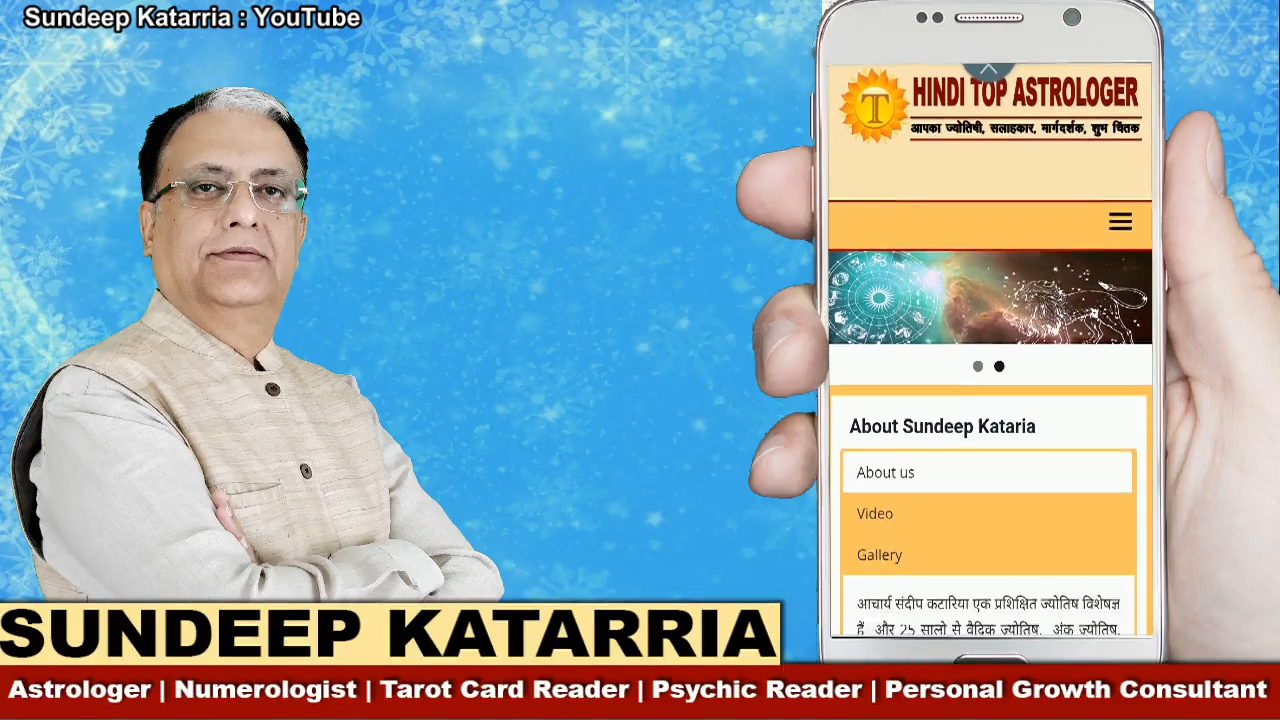 Sundeep Katarria : YouTube
T
HINDI TOP ASTROLOGER
आपका ज्योतिषी, सलाहकार, मार्गदर्शक, शुभ चिंतक
About Sundeep Kataria
About us
Video
Gallery
आचार्य संदीप कटारिया एक प्रशिक्षित ज्योतिष विशेषज्ञ
हैं और 25 सालो से वैदिक ज्योतिष, अंक ज्योतिष,
SUNDEEP KATARRIA
Astrologer | Numerologist | Tarot Card Reader | Psychic Reader | Personal Growth Consultant